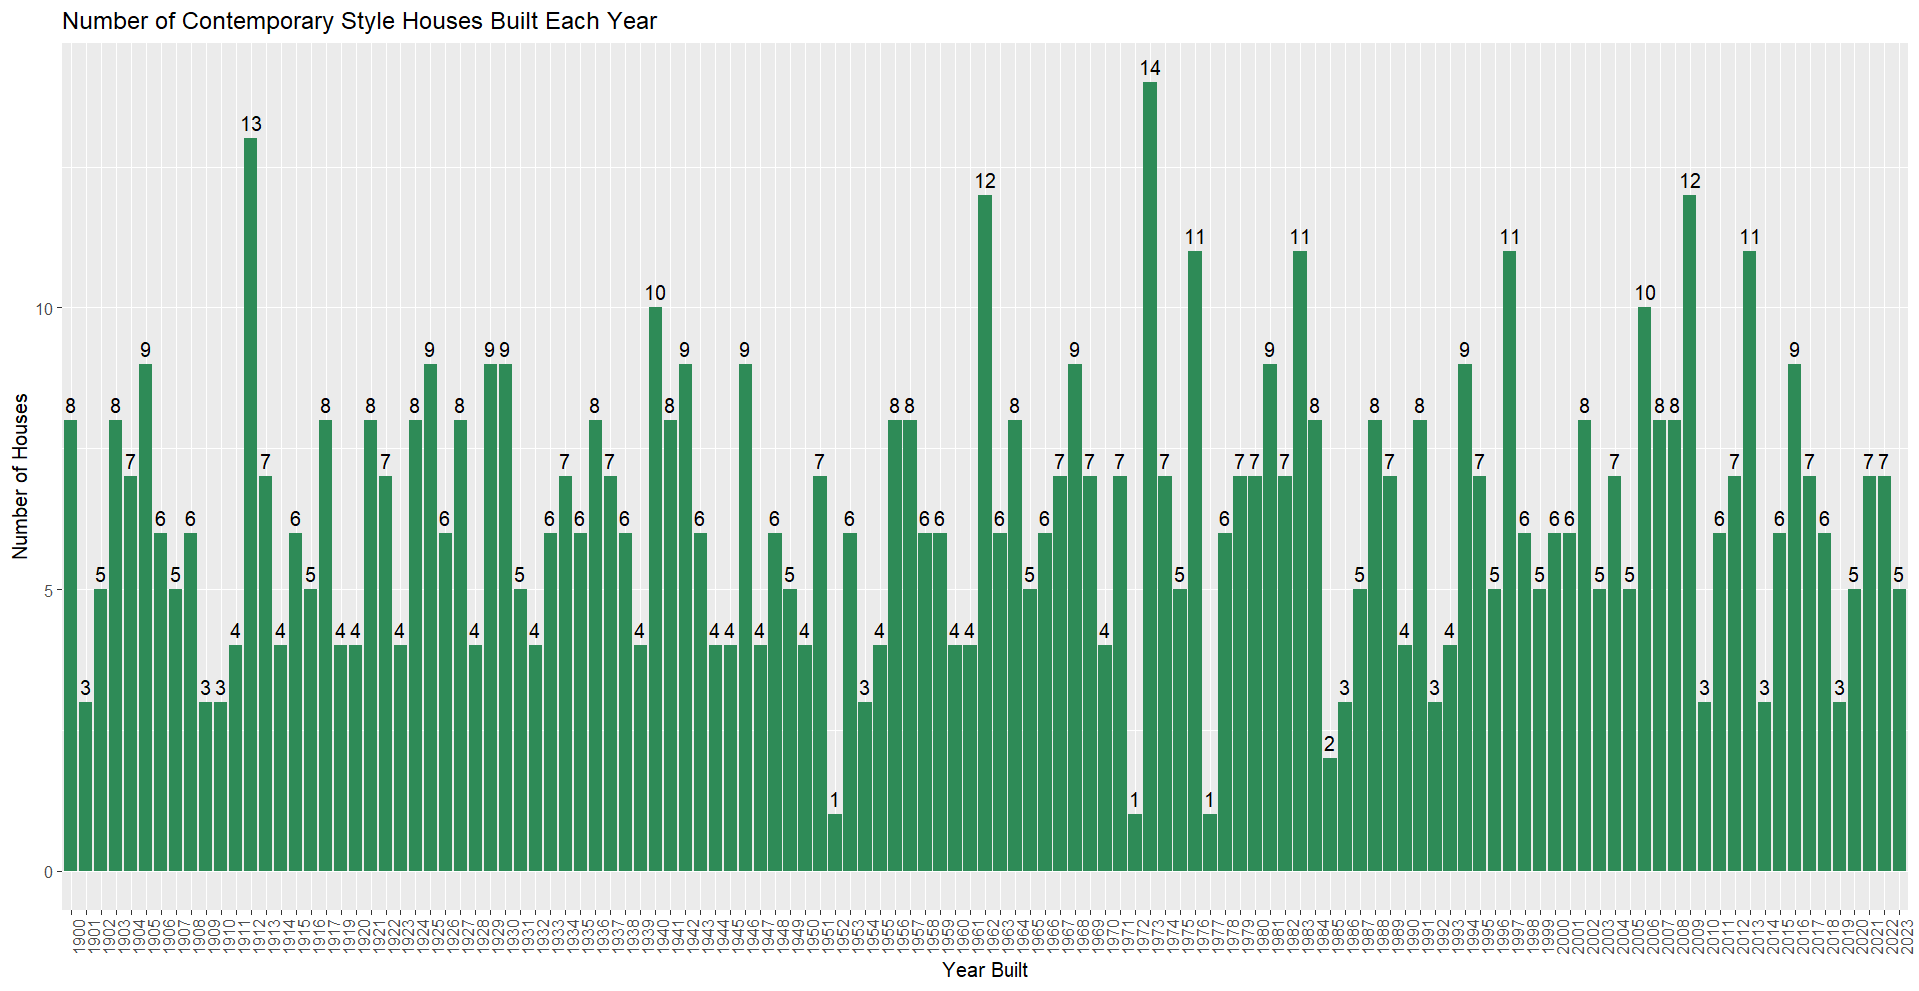 Number of Contemporary Style Houses Built Each Year
Number of Houses
10
5
0
8 3 5 8 7 9 6 5 6 3 3 4 13 7 4 6 5 8 4 4 8 7 4 8 9 6 8 4 9 9 5 4 6 7 6 8 7 6 4 10 8 9 6 4 4 9 4 6 5 4 7 1 6 3 4 8 8 6 6 4 4 12 6 8 5 6 7 9 7 4 7 1 14 7 5 11 1 6 7 7 9 7 11 8 2 3 5 8 7 4 8 3 4 9 7 5 11 6 5 6 6 8 5 7 5 10 8 8 12 3 6 7 11 3 6 9 7 6 3 5 7 7 5
1900 1901 1902 1903 1904 1905 1906 1907 1908 1909 1910 1911 1912 1913 1914 1915 1916 1917 1919 1920 1921 1922 1923 1924 1925 1926 1927 1928 1929 1930 1931 1932 1933 1934 1935 1936 1937 1938 1939 1940 1941 1942 1943 1944 1945 1946 1947 1948 1949 1950 1951 1952 1953 1954 1955 1956 1957 1958 1959 1960 1961 1962 1963 1964 1965 1966 1967 1968 1969 1970 1971 1972 1973 1974 1975 1976 1977 1978 1979 1980 1981 1982 1983 1984 1985 1986 1987 1988 1989 1990 1991 1992 1993 1994 1995 1996 1997 1998 1999 2000 2001 2002 2003 2004 2005 2006 2007 2008 2009 2010 2011 2012 2013 2014 2015 2016 2017 2018 2019 2020 2021 2022 2023
Year Built